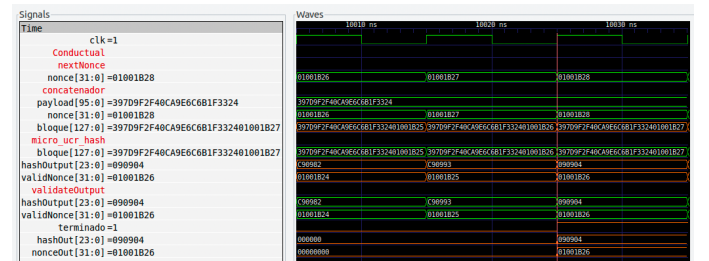 Signals
Waves
Time
10010 ns 10020 ns 10030 ns
clk=1
Conductual
nextNonce
nonce[31:0]=01001B28 01001B26 01001B27 01001B28
concatenador
payload[95:0]=397D9F2F40CA9E6C6B1F3324 397D9F2F40CA9E6C6B1F3324
nonce[31:0]=01001B28 01001B26 01001B27 01001B28
bloque[127:0]=397D9F2F40CA9E6C6B1F332401001B27 397D9F2F40CA9E6C6B1F332401001B25 397D9F2F40CA9E6C6B1F332401001B26 397D9F2F40CA9E6C6B1F332401001B27
micro_ucr_hash
bloque[127:0]=397D9F2F40CA9E6C6B1F332401001B27 397D9F2F40CA9E6C6B1F332401001B25 397D9F2F40CA9E6C6B1F332401001B26 397D9F2F40CA9E6C6B1F332401001B27
hashOutput[23:0]=090904 C90982 C90993 090904
validNonce[31:0]=01001B26 01001B24 01001B25 01001B26
validateOutput
hashOutput[23:0]=090904 C90982 C90993 090904
validNonce[31:0]=01001B26 01001B24 01001B25 01001B26
terminado=1
hashOut[23:0]=090904 000000 090904
nonceOut[31:0]=01001B26 00000000 01001B26